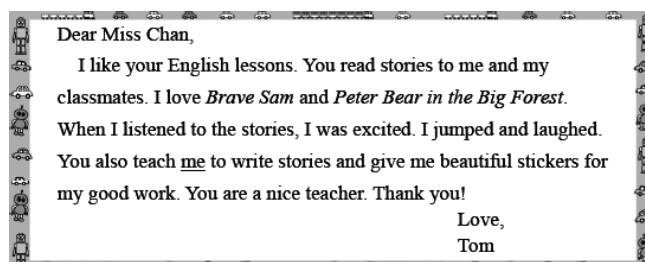 Dear Miss Chan,
I like your English lessons. You read stories to me and my
classmates. I love Brave Sam and Peter Bear in the Big Forest.
When I listened to the stories, I was excited. I jumped and laughed.
You also teach me to write stories and give me beautiful stickers for
my good work. You are a nice teacher. Thank you!
Love,
Tom